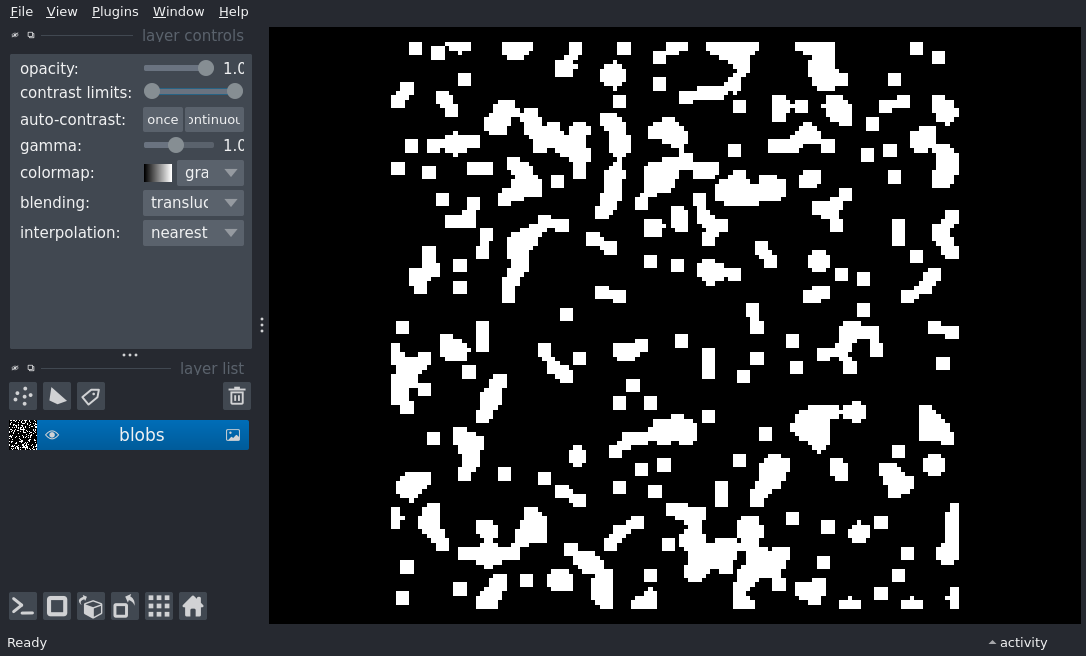 File View Plugins Window Help
layer controls
opacity: 1.0
contrast limits:
auto-contrast: once ontinuou
gamma: 1.0
colormap: gra
blending: transluc
interpolation: nearest
layer list
blobs
Ready
activity